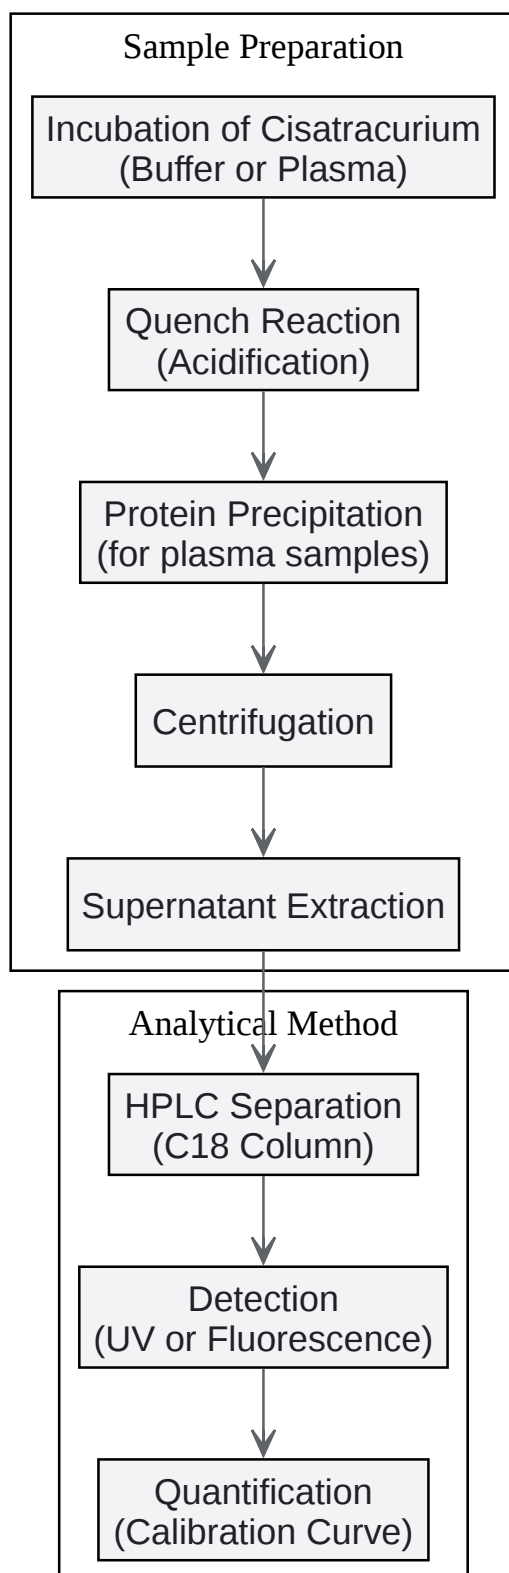 Sample Preparation
Incubation of Cisatracurium
(Buffer or Plasma)
Quench Reaction
(Acidification)
Protein Precipitation
(for plasma samples)
Centrifugation
Supernatant Extraction
Analytical Method
HPLC Separation
(C18 Column)
Detection
(UV or Fluorescence)
Quantification
(Calibration Curve)